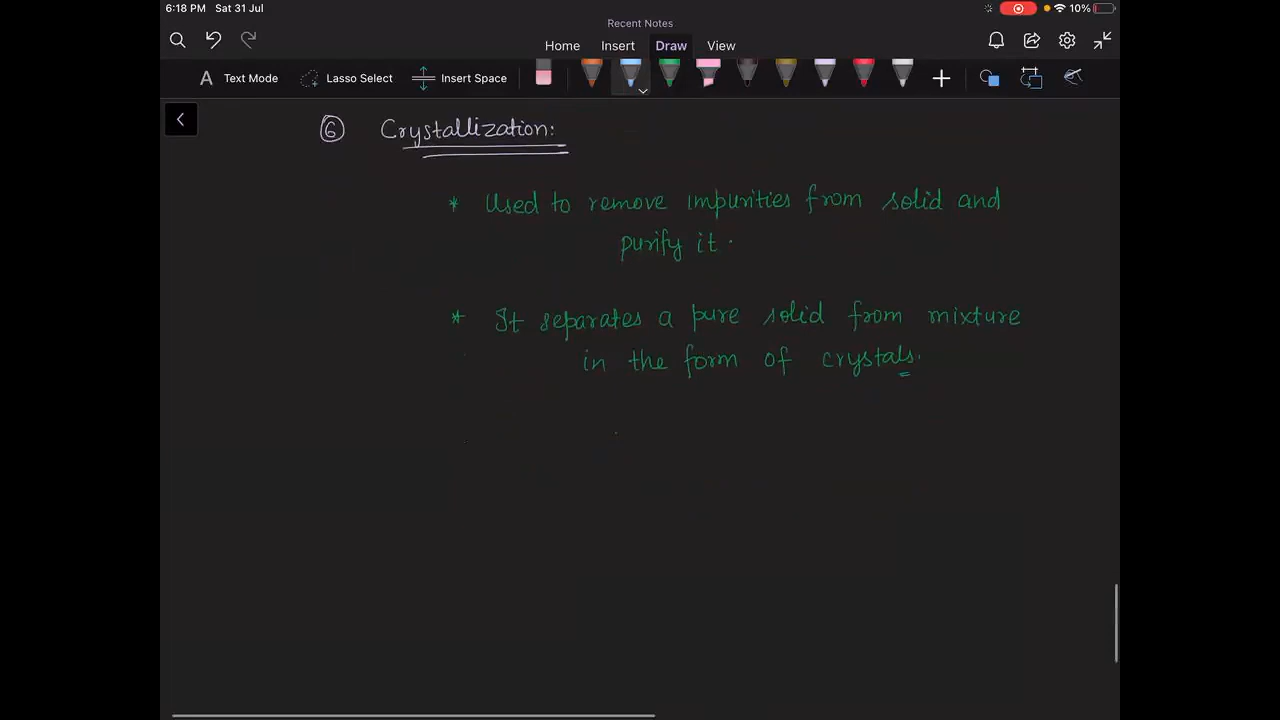 6:18 PM Sat 31 Jul 10%
Recent Notes
Home Insert Draw View
A Text Mode Lasso Select Insert Space
⑥ Crystallization:
* Used to remove impurities from solid and
purify it.
* It separates a pure solid from mixture
in the form of crystals.